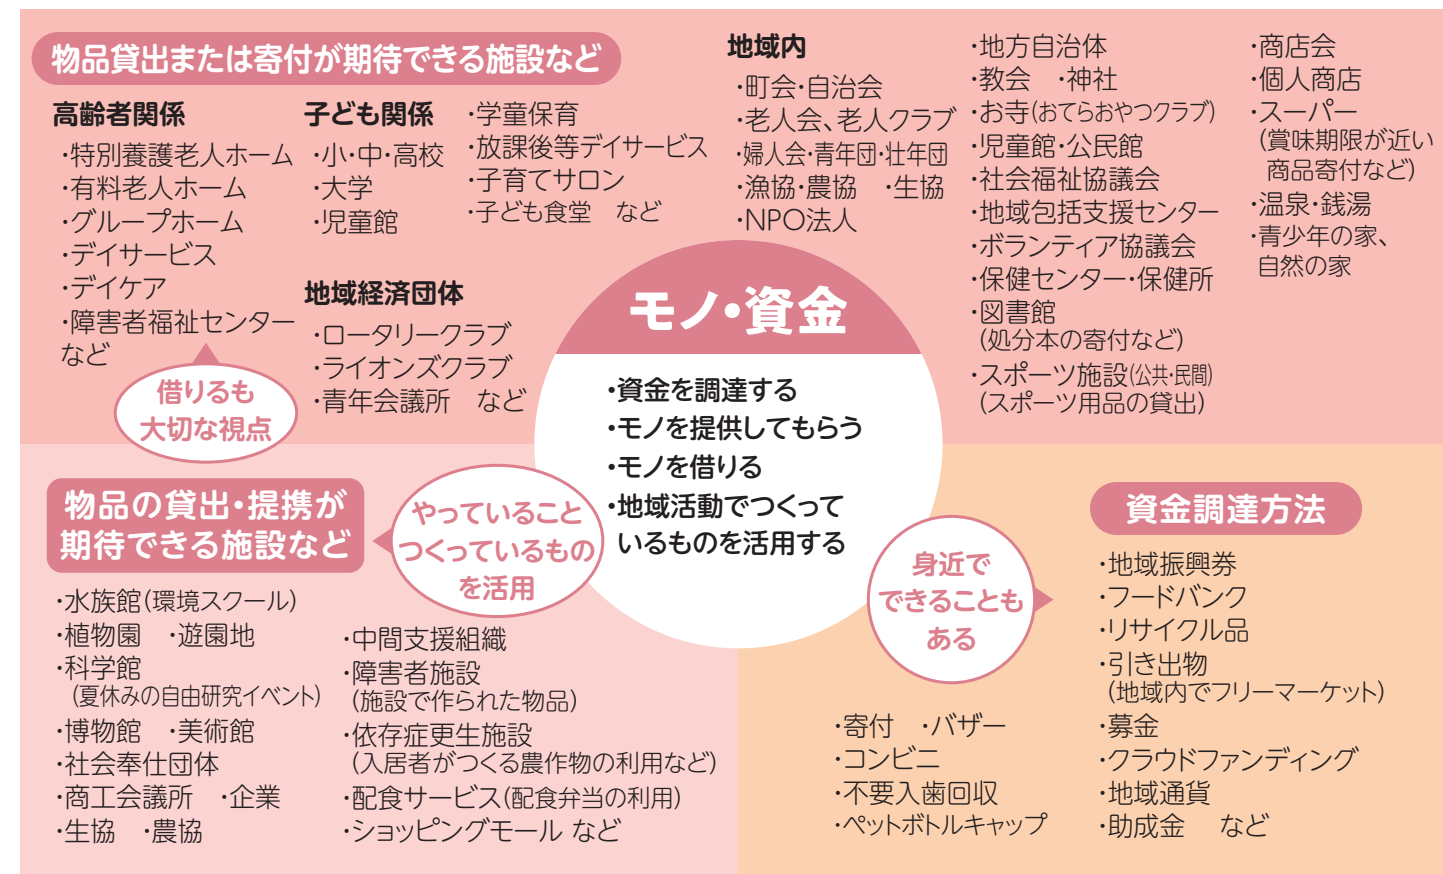 物品貸出または寄付が期待できる施設など
高齢者関係
・特別養護老人ホーム
・有料老人ホーム
・グループホーム
・デイサービス
・デイケア
・障害者福祉センター
など
借りるも
大切な視点
子ども関係
・小・中・高校
・大学
・児童館
・学童保育
・放課後等デイサービス
・子育てサロン
・子ども食堂　など
地域経済団体
・ロータリークラブ
・ライオンズクラブ
・青年会議所　など
地域内
・町会・自治会
・老人会、老人クラブ
・婦人会・青年団・壮年団
・漁協・農協　・生協
・NPO法人
・地方自治体
・教会　・神社
・お寺(おてらおやつクラブ)
・児童館・公民館
・社会福祉協議会
・地域包括支援センター
・ボランティア協議会
・保健センター・保健所
・図書館
(処分本の寄付など)
・スポーツ施設(公共・民間)
(スポーツ用品の貸出)
・商店会
・個人商店
・スーパー
(賞味期限が近い
商品寄付など)
・温泉・銭湯
・青少年の家、
自然の家
モノ・資金
・資金を調達する
・モノを提供してもらう
・モノを借りる
・地域活動でつくって
いるものを活用する
物品の貸出・提携が
期待できる施設など
やっていること
つくっているもの
を活用
・水族館(環境スクール)
・植物園　・遊園地
・科学館
(夏休みの自由研究イベント)
・博物館　・美術館
・社会奉仕団体
・商工会議所　・企業
・生協　・農協
・中間支援組織
・障害者施設
(施設で作られた物品)
・依存症更生施設
(入居者がつくる農作物の利用など)
・配食サービス(配食弁当の利用)
・ショッピングモール など
資金調達方法
身近で
できることも
ある
・寄付　・バザー
・コンビニ
・不要入歯回収
・ペットボトルキャップ
・地域振興券
・フードバンク
・リサイクル品
・引き出物
(地域内でフリーマーケット)
・募金
・クラウドファンディング
・地域通貨
・助成金　など